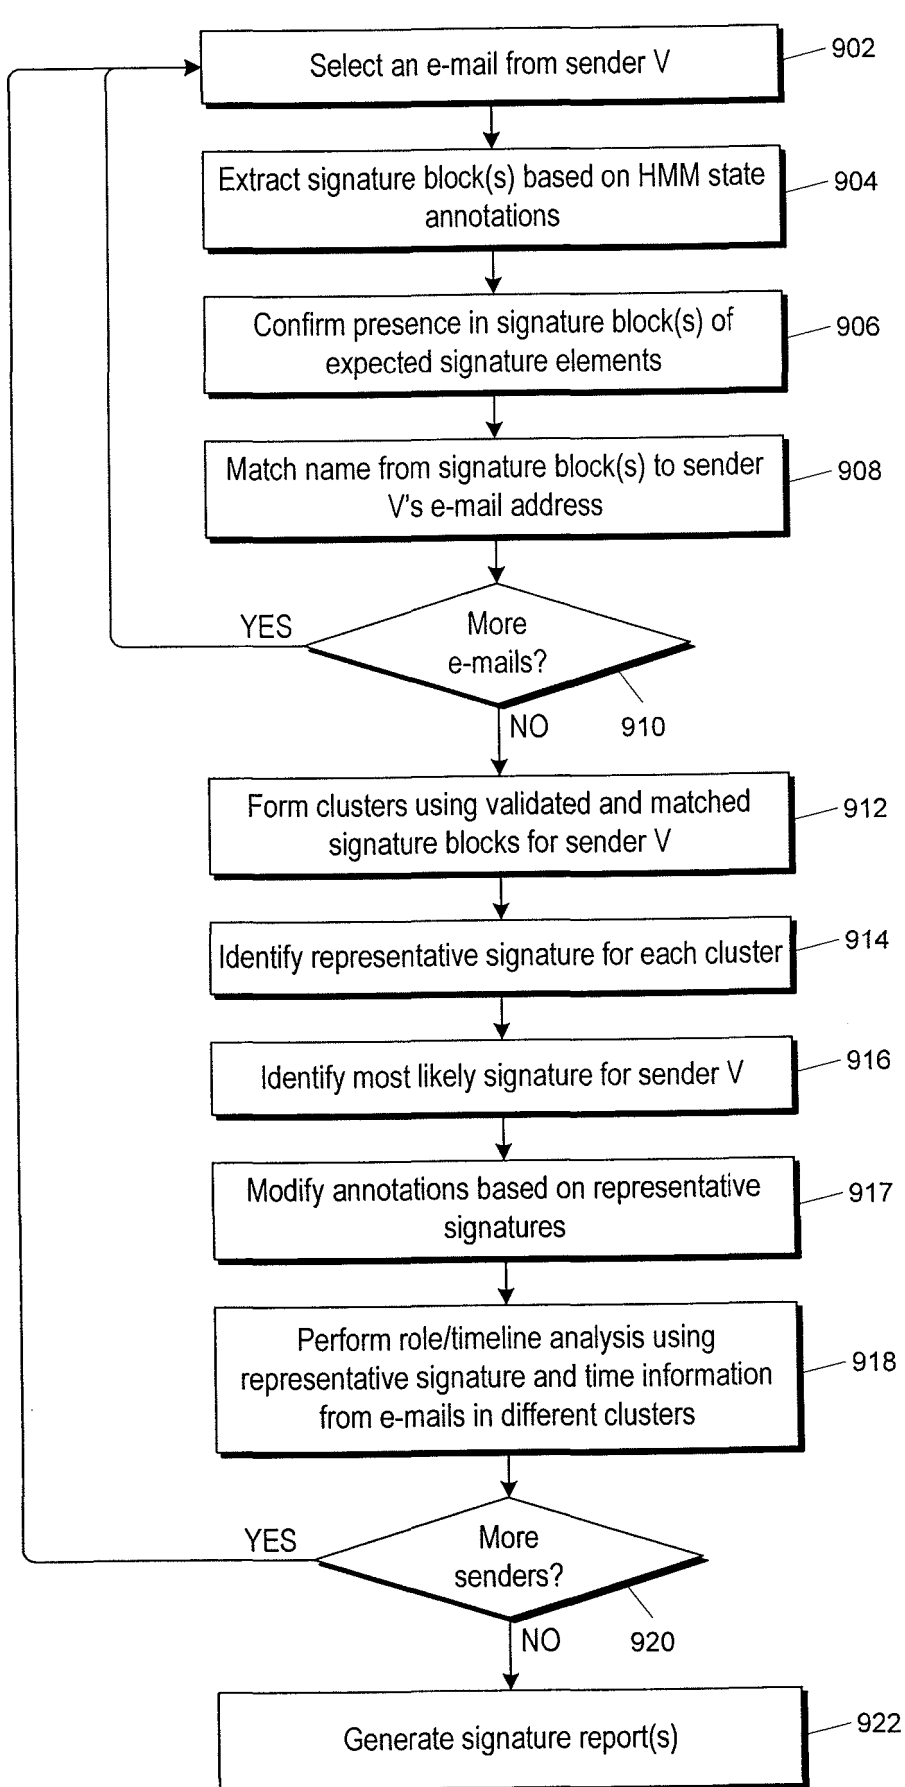 Select an e-mail from sender V
902
Extract signature block(s) based on HMM state
annotations
904
Confirm presence in signature block(s) of
expected signature elements
906
Match name from signature block(s) to sender
V's e-mail address
908
YES
More
e-mails?
NO
910
Form clusters using validated and matched
signature blocks for sender V
912
Identify representative signature for each cluster
914
Identify most likely signature for sender V
916
Modify annotations based on representative
signatures
917
Perform role/timeline analysis using
representative signature and time information
from e-mails in different clusters
918
YES
More
senders?
NO
920
Generate signature report(s)
922